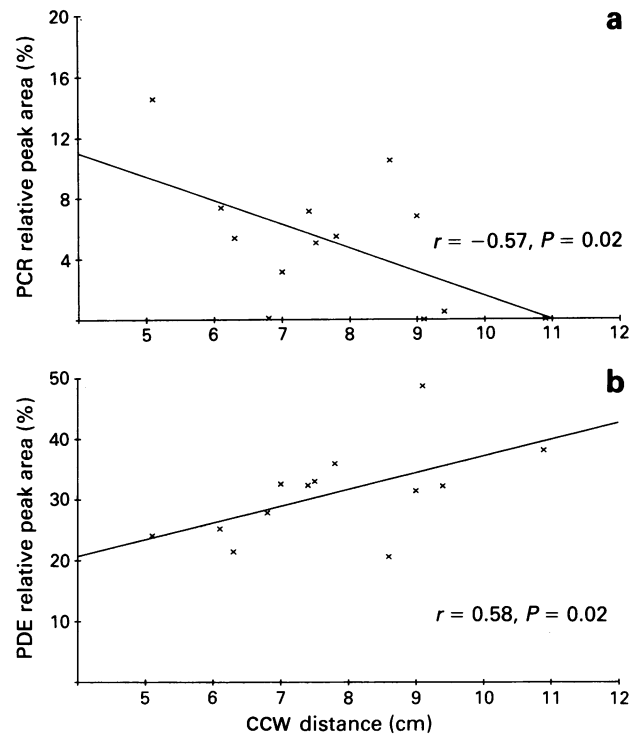 a
PCR relative peak area (%)
20
16
12
8
4
r = −0.57, P = 0.02
5 6 7 8 9 10 11 12
b
PDE relative peak area (%)
50
40
30
20
10
r = 0.58, P = 0.02
5 6 7 8 9 10 11 12
CCW distance (cm)